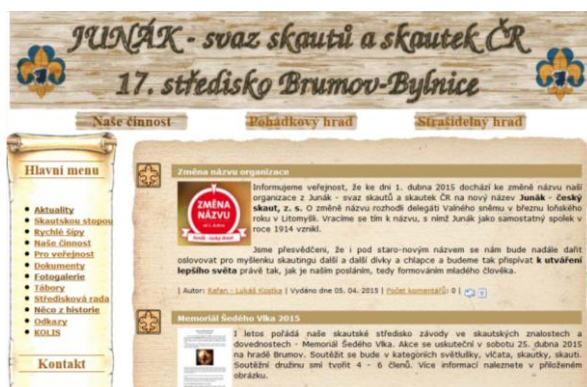 JUNÁK - svaz skautů a skautek ČR
17. středisko Brumov-Bylnice
Naše činnost
Pohádkový hrad
Strašidelný hrad
Hlavní menu
Aktuality
Skautskou stopou
Rychlé šípy
Naše činnost
Pro veřejnost
Dokumenty
Fotogalerie
Tábory
Středisková rada
Něco z historie
Odkazy
KOLIS
Kontakt
Změna názvu organizace
ZMĚNA
NÁZVU
Junák - český skaut
Informujeme veřejnost, že ke dni 1. dubna 2015 dochází ke změně názvu naší
organizace z Junák - svaz skautů a skautek ČR na nový název Junák - český
skaut, z. s. O změně názvu rozhodli delegáti Valného sněmu v březnu loňského
roku v Litomyšli. Vracíme se tím k názvu, s nímž Junák jako samostatný spolek v
roce 1914 vznikl.
Jsme přesvědčeni, že i pod staro-novým názvem se nám bude nadále dařit
oslovovat pro myšlenku skautingu další a další dívky a chlapce a budeme tak přispívat k utváření
lepšího světa právě tak, jak je naším posláním, tedy formováním mladého člověka.
| Autor: Rafan - Lukáš Kostka | Vydáno dne 05. 04. 2015 | Počet komentářů: 0 |
Memoriál Šedého Vlka 2015
I letos pořádá naše skautské středisko závody ve skautských znalostech a
dovednostech - Memoriál Šedého Vlka. Akce se uskuteční v sobotu 25. dubna 2015
na hradě Brumov. Soutěžit se bude v kategoriích světlušky, vlčata, skautky, skauti.
Soutěžní družinu smí tvořit 4 - 6 členů. Více informací naleznete v přiloženém
obrázku.